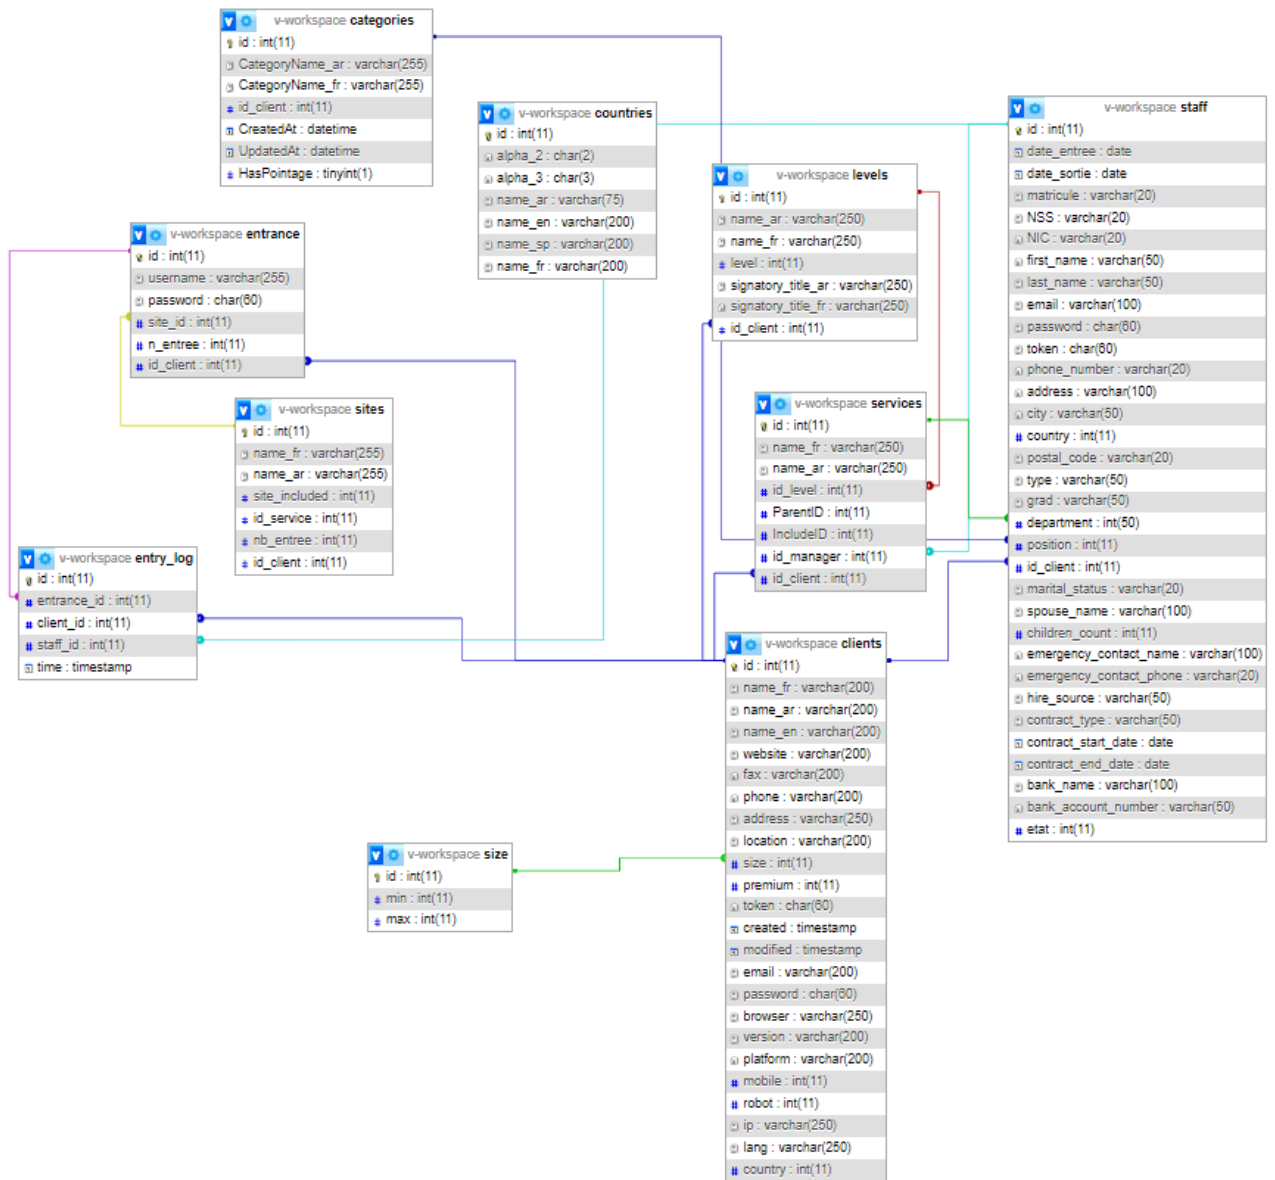 v-workspace categories
id : int(11)
CategoryName_ar : varchar(255)
CategoryName_fr : varchar(255)
id_client : int(11)
CreatedAt : datetime
UpdatedAt : datetime
HasPointage : tinyint(1)
v-workspace countries
id : int(11)
alpha_2 : char(2)
alpha_3 : char(3)
name_ar : varchar(75)
name_en : varchar(200)
name_sp : varchar(200)
name_fr : varchar(200)
v-workspace staff
id : int(11)
date_entree : date
date_sortie : date
matricule : varchar(20)
NSS : varchar(20)
NIC : varchar(20)
first_name : varchar(50)
last_name : varchar(50)
email : varchar(100)
password : char(60)
token : char(60)
phone_number : varchar(20)
address : varchar(100)
city : varchar(50)
country : int(11)
postal_code : varchar(20)
type : varchar(50)
grad : varchar(50)
department : int(50)
position : int(11)
id_client : int(11)
marital_status : varchar(20)
spouse_name : varchar(100)
children_count : int(11)
emergency_contact_name : varchar(100)
emergency_contact_phone : varchar(20)
hire_source : varchar(50)
contract_type : varchar(50)
contract_start_date : date
contract_end_date : date
bank_name : varchar(100)
bank_account_number : varchar(50)
etat : int(11)
v-workspace levels
id : int(11)
name_ar : varchar(250)
name_fr : varchar(250)
level : int(11)
signatory_title_ar : varchar(250)
signatory_title_fr : varchar(250)
id_client : int(11)
v-workspace entrance
id : int(11)
username : varchar(255)
password : char(60)
site_id : int(11)
n_entree : int(11)
id_client : int(11)
v-workspace services
id : int(11)
name_fr : varchar(250)
name_ar : varchar(250)
id_level : int(11)
ParentID : int(11)
IncludeID : int(11)
id_manager : int(11)
id_client : int(11)
v-workspace sites
id : int(11)
name_fr : varchar(255)
name_ar : varchar(255)
site_included : int(11)
id_service : int(11)
nb_entree : int(11)
id_client : int(11)
v-workspace entry_log
id : int(11)
entrance_id : int(11)
client_id : int(11)
staff_id : int(11)
time : timestamp
v-workspace clients
id : int(11)
name_fr : varchar(200)
name_ar : varchar(200)
name_en : varchar(200)
website : varchar(200)
fax : varchar(200)
phone : varchar(200)
address : varchar(250)
location : varchar(200)
size : int(11)
premium : int(11)
token : char(60)
created : timestamp
modified : timestamp
email : varchar(200)
password : char(60)
browser : varchar(250)
version : varchar(200)
platform : varchar(200)
mobile : int(11)
robot : int(11)
ip : varchar(250)
lang : varchar(250)
country : int(11)
v-workspace size
id : int(11)
min : int(11)
max : int(11)